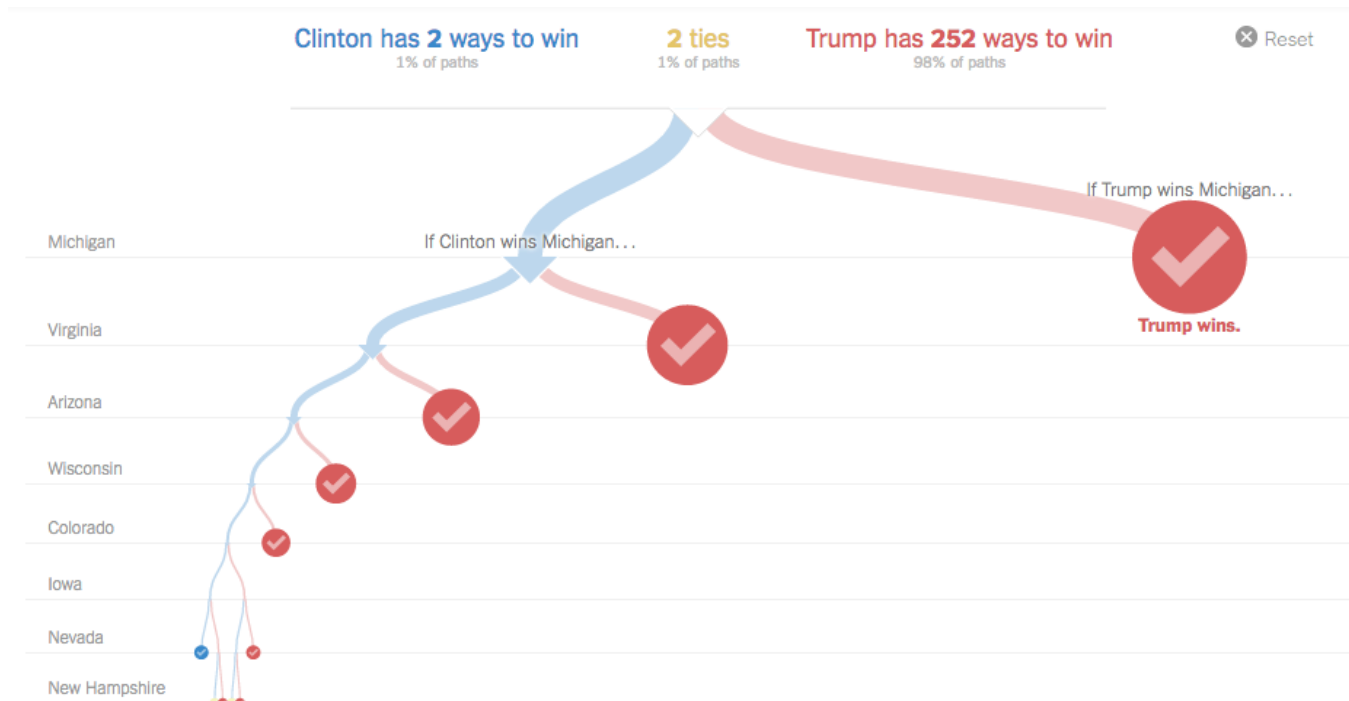 Clinton has 2 ways to win
1% of paths
2 ties
1% of paths
Trump has 252 ways to win
98% of paths
Reset
If Trump wins Michigan...
Michigan
If Clinton wins Michigan...
Trump wins.
Virginia
Arizona
Wisconsin
Colorado
Iowa
Nevada
New Hampshire